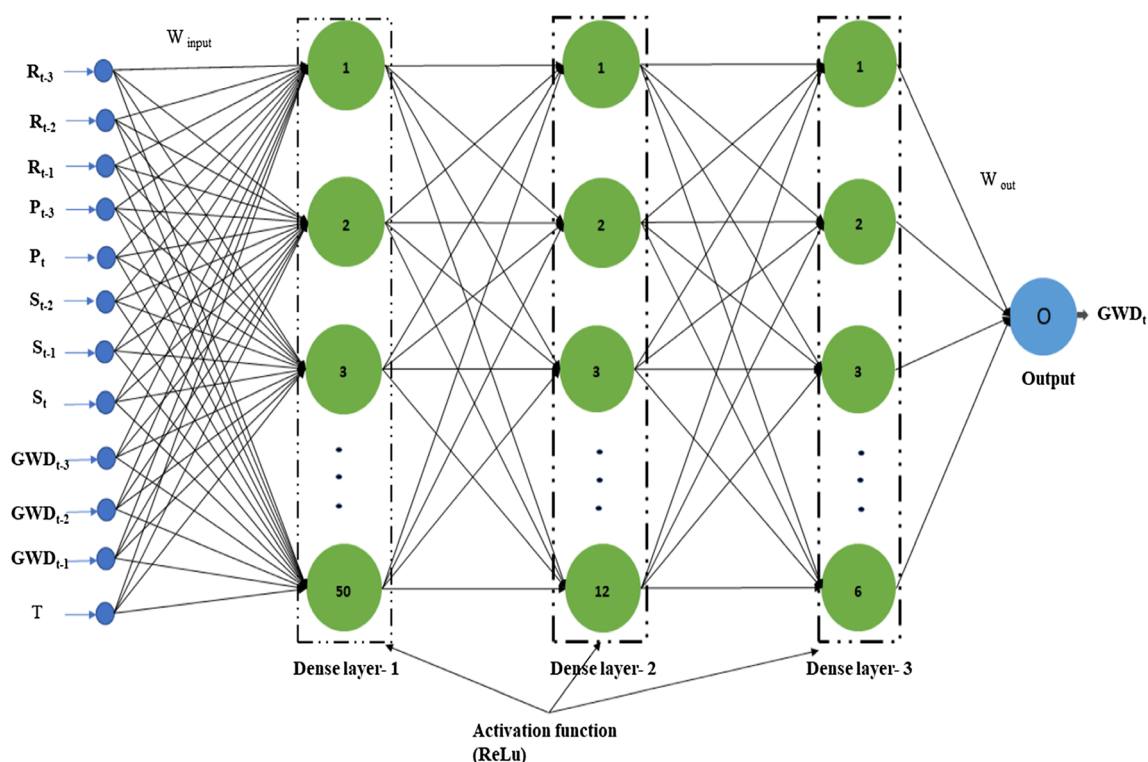 W input
R t-3
R t-2
R t-1
P t-3
P t
S t-2
S t-1
S t
GWD t-3
GWD t-2
GWD t-1
T
1
2
3
50
Dense layer- 1
1
2
3
12
Dense layer- 2
1
2
3
6
Dense layer- 3
Activation function
(ReLu)
W out
O
Output
GWD t